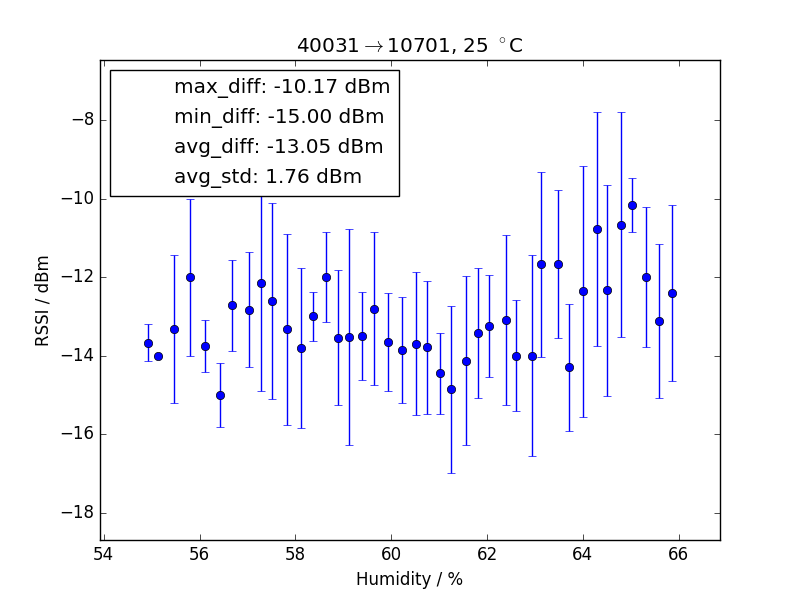 40031→10701, 25 °C
max_diff: -10.17 dBm
min_diff: -15.00 dBm
avg_diff: -13.05 dBm
avg_std: 1.76 dBm
RSSI / dBm
−8
−10
−12
−14
−16
−18
54 56 58 60 62 64 66
Humidity / %